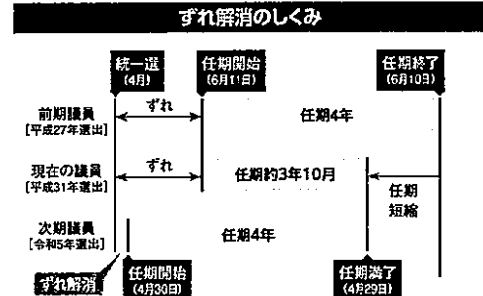 ずれ解消のしくみ
統一選
(4月)
任期開始
(6月11日)
任期終了
(6月10日)
前期議員
[平成27年選出]
ずれ
任期4年
現在の議員
[平成31年選出]
ずれ
任期約3年10月
任期
短縮
次期議員
[令和5年選出]
任期4年
ずれ解消
任期開始
(4月30日)
任期満了
(4月29日)